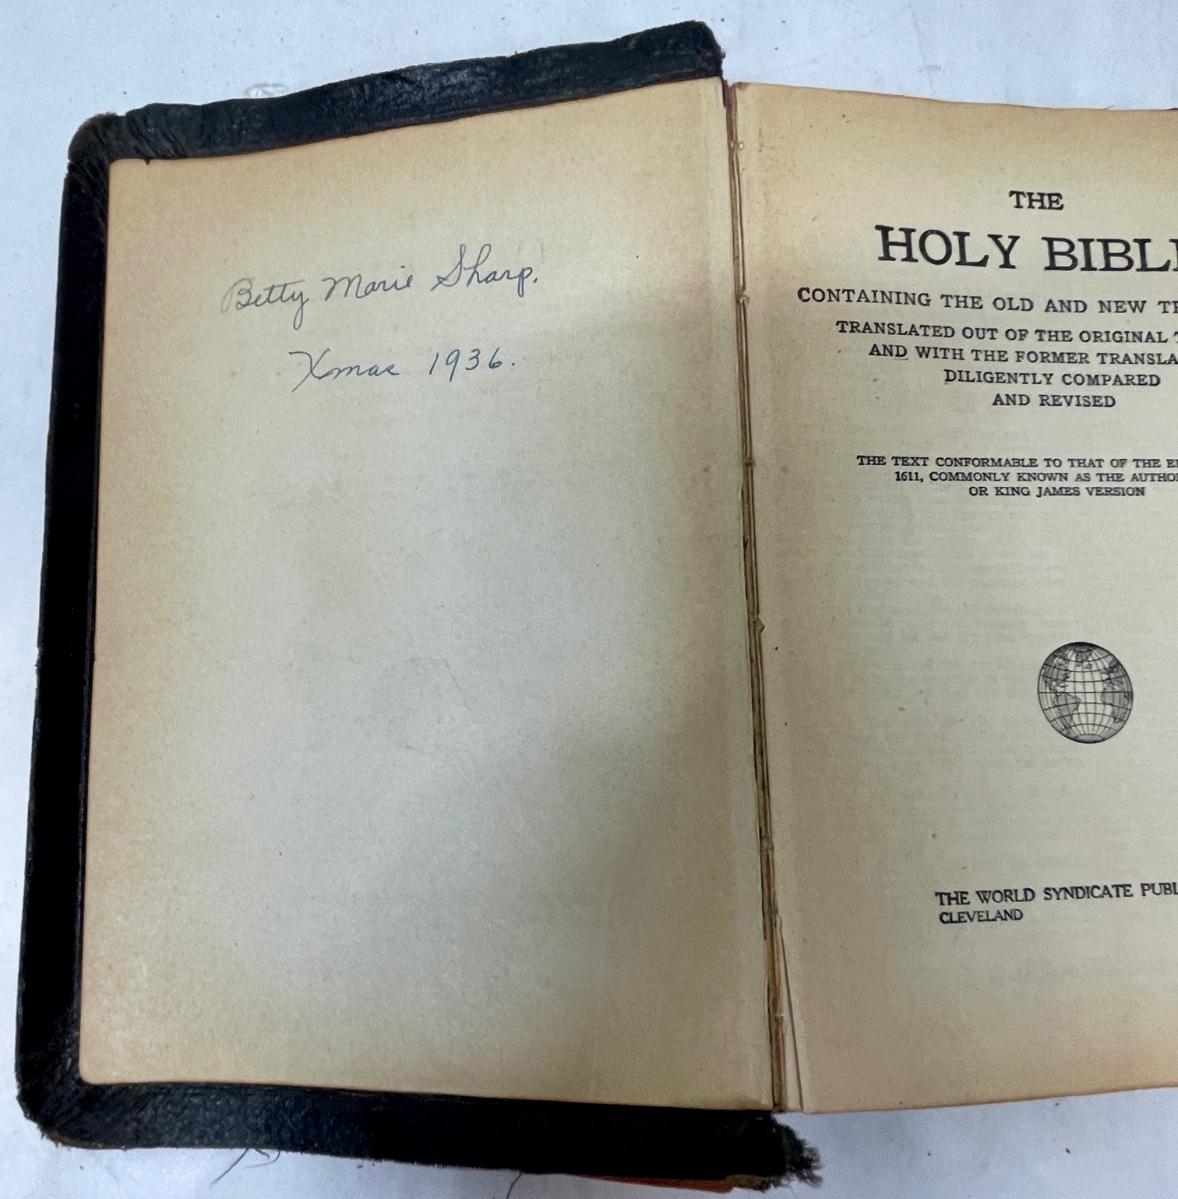 Betty Marie Sharp.
Xmas 1936.
THE
HOLY BIBL
CONTAINING THE OLD AND NEW
TRANSLATED OUT OF THE ORIGINAL
AND WITH THE FORMER TRANSLA
DILIGENTLY COMPARED
AND REVISED
THE TEXT CONFORMABLE TO THAT OF THE
1611, COMMONLY KNOWN AS THE AUTHO
OR KING JAMES VERSION
THE WORLD SYNDICATE PUBL
CLEVELAND